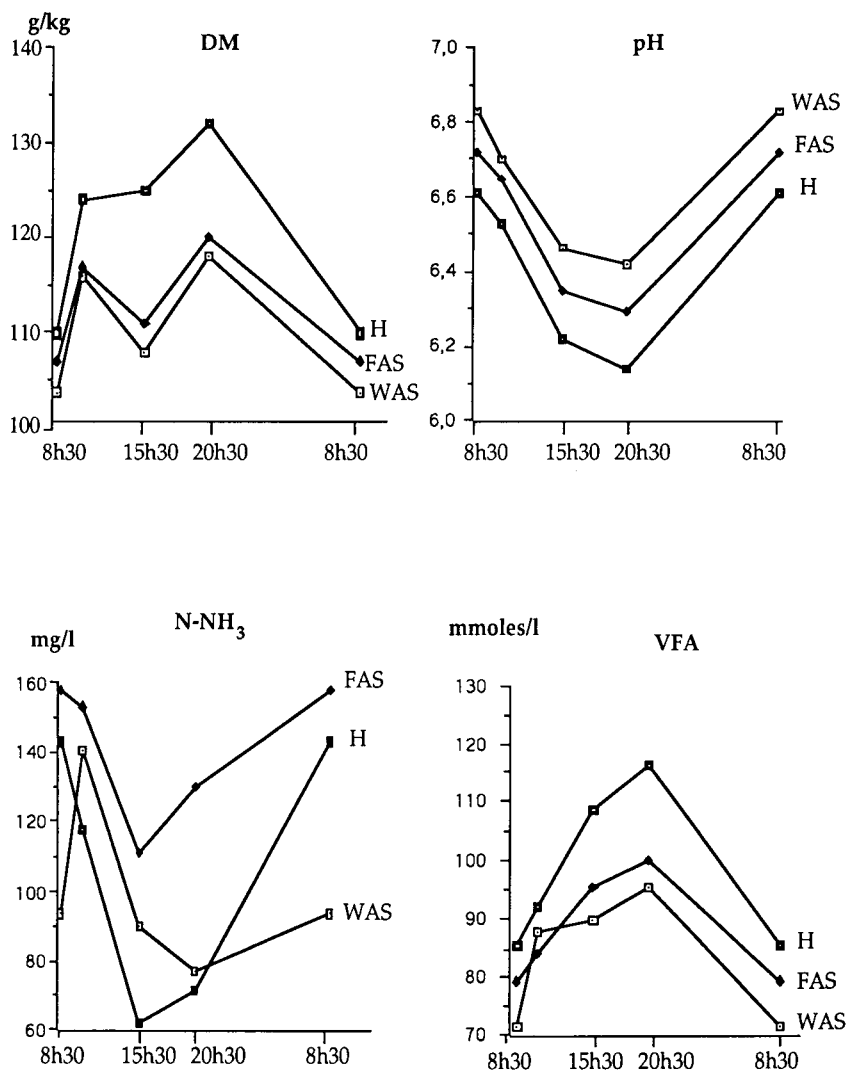 g/kg
DM
140
130
120
110
100
H
FAS
WAS
8h30 15h30 20h30 8h30
pH
7,0
6,8
6,6
6,4
6,2
6,0
WAS
FAS
H
8h30 15h30 20h30 8h30
N-NH3
mg/l
160
140
120
100
80
60
FAS
H
WAS
8h30 15h30 20h30 8h30
mmoles/l
VFA
130
120
110
100
90
80
70
H
FAS
WAS
8h30 15h30 20h30 8h30